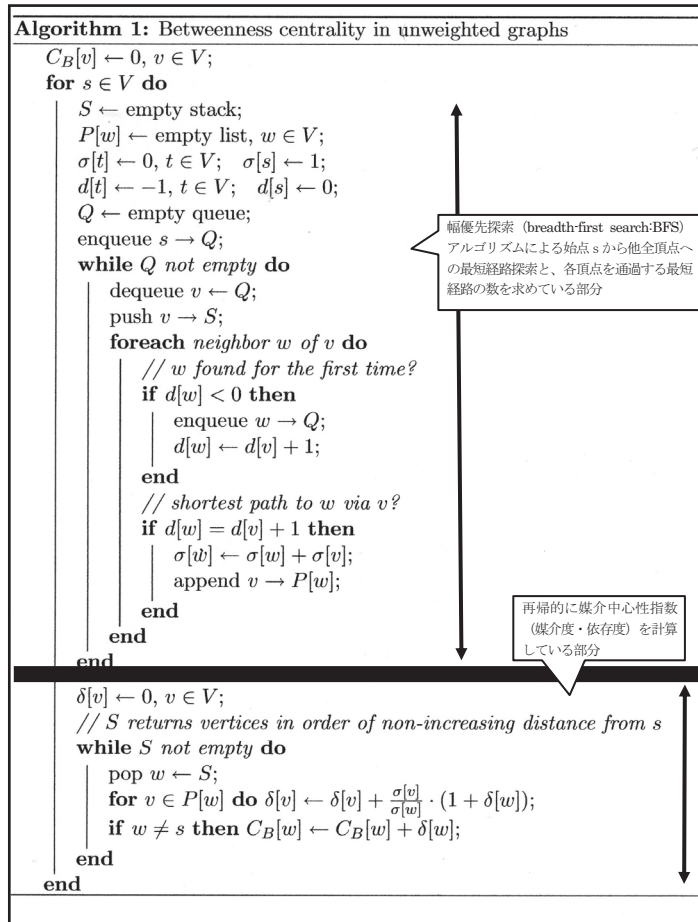 Algorithm 1: Betweenness centrality in unweighted graphs
C_B[v] ← 0, v ∈ V;
for s ∈ V do
S ← empty stack;
P[w] ← empty list, w ∈ V;
σ[t] ← 0, t ∈ V; σ[s] ← 1;
d[t] ← −1, t ∈ V; d[s] ← 0;
Q ← empty queue;
enqueue s → Q;
while Q not empty do
dequeue v ← Q;
push v → S;
foreach neighbor w of v do
// w found for the first time?
if d[w] < 0 then
enqueue w → Q;
d[w] ← d[v] + 1;
end
// shortest path to w via v?
if d[w] = d[v] + 1 then
σ[w] ← σ[w] + σ[v];
append v → P[w];
end
end
end
幅優先探索（breadth-first search:BFS）
アルゴリズムによる始点 s から他全頂点へ
の最短経路探索と、各頂点を通過する最短
経路の数を求めている部分
再帰的に媒介中心性指数
（媒介度・依存度）を計算
している部分
δ[v] ← 0, v ∈ V;
// S returns vertices in order of non-increasing distance from s
while S not empty do
pop w ← S;
for v ∈ P[w] do δ[v] ← δ[v] + σ[v]/σ[w] · (1 + δ[w]);
if w ≠ s then C_B[w] ← C_B[w] + δ[w];
end
end